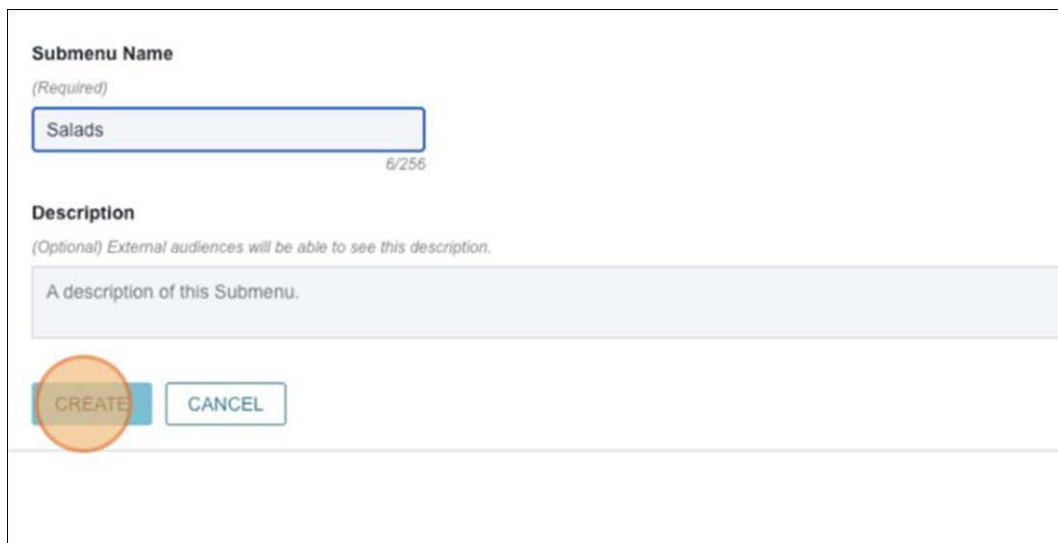 Submenu Name
(Required)
Salads
6/256
Description
(Optional) External audiences will be able to see this description.
A description of this Submenu.
CREATE CANCEL